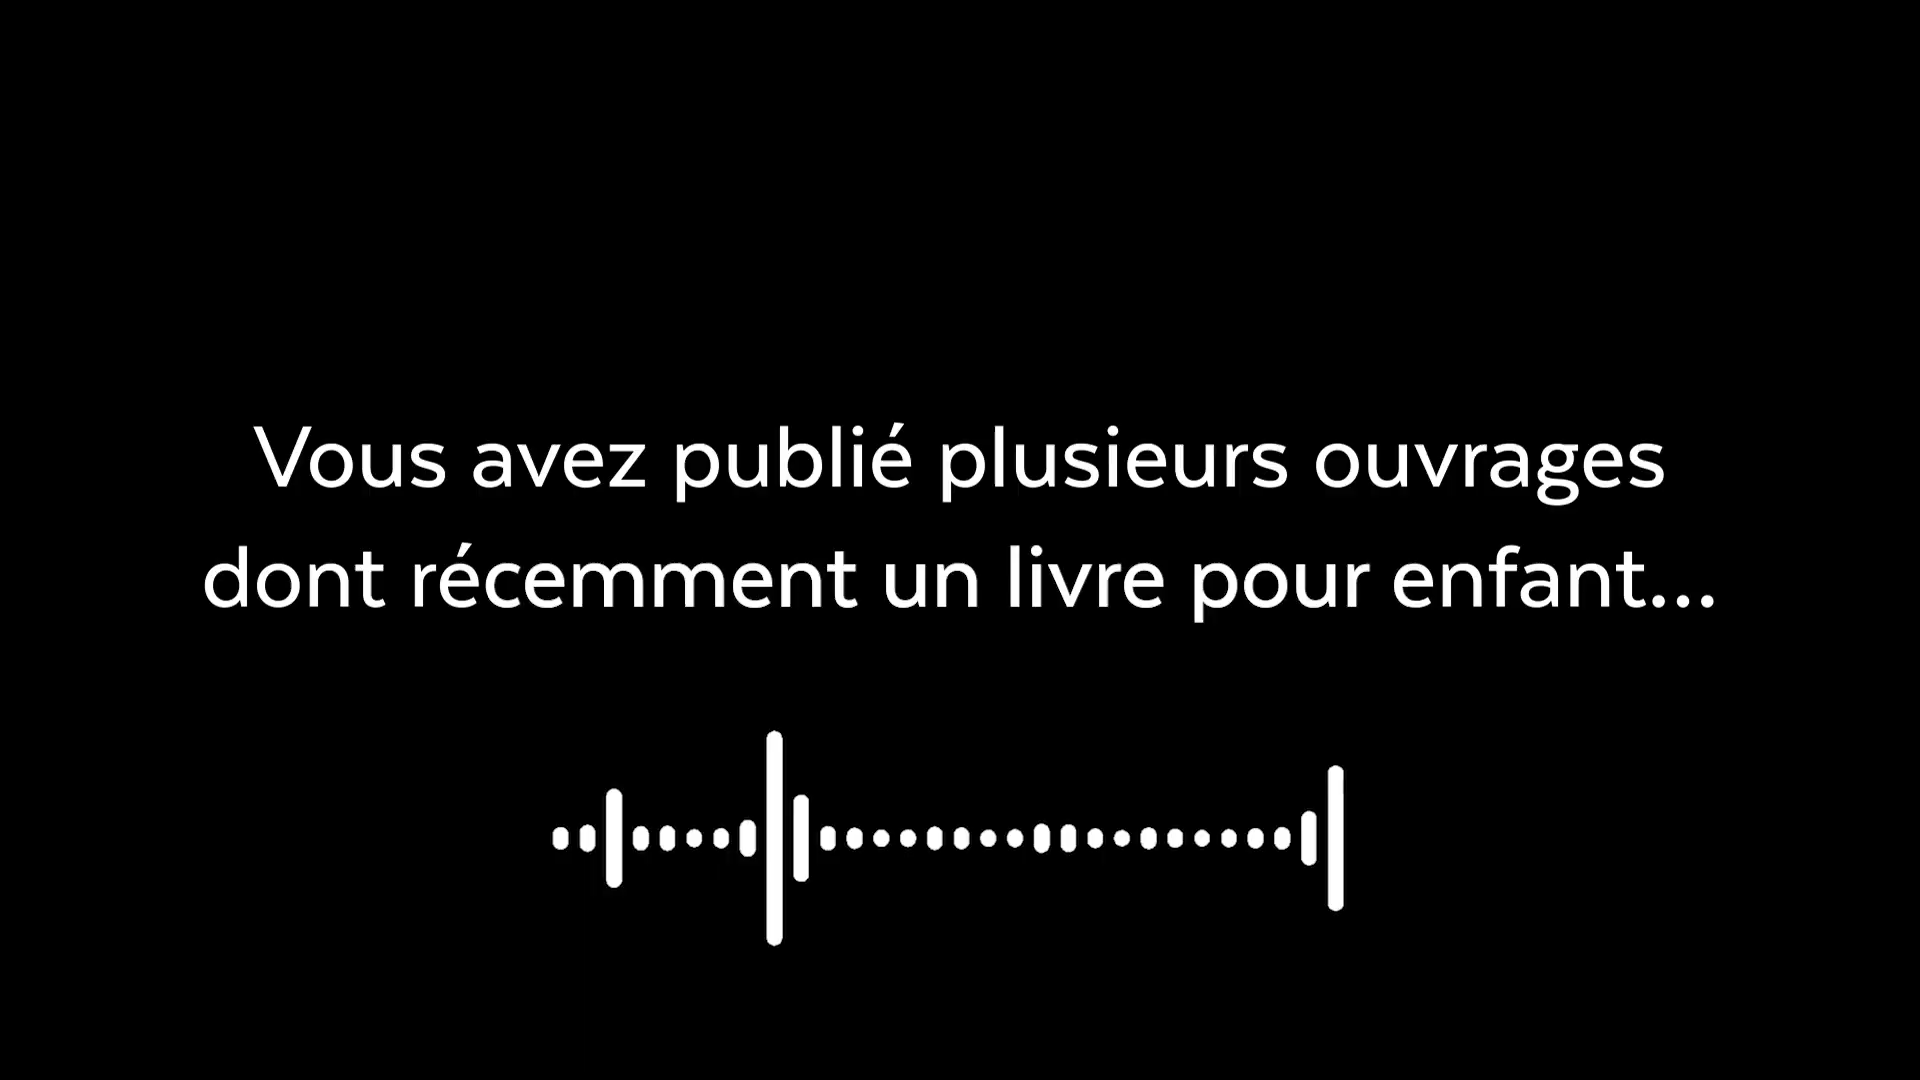 Vous avez publié plusieurs ouvrages
dont récemment un livre pour enfant...